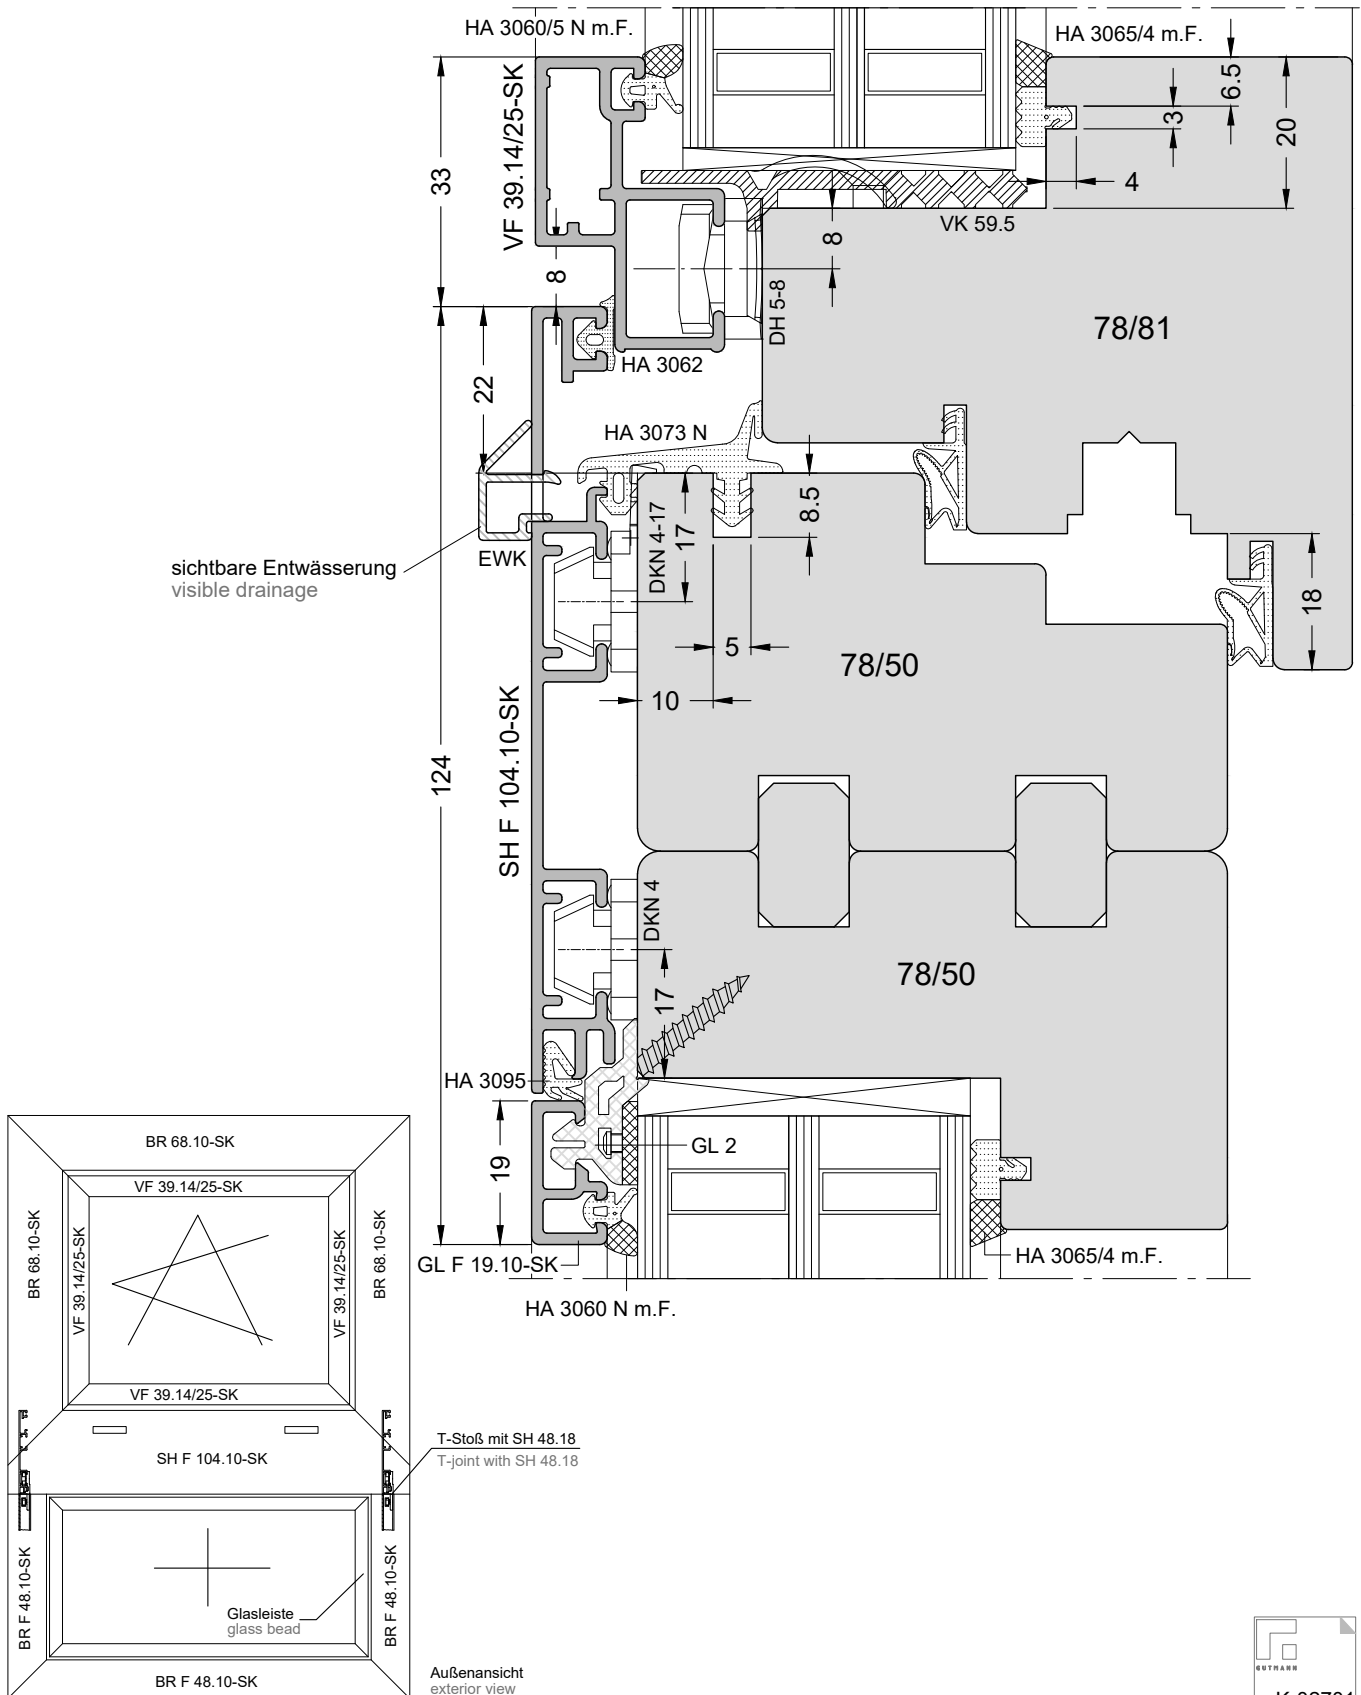 HA 3060/5 N m.F.
HA 3065/4 m.F.
VF 39.14/25-SK
33
6.5
3
20
4
8
VK 59.5
8
DH 5-8
78/81
HA 3062
22
HA 3073 N
8.5
DKN 4-17
17
EWK
sichtbare Entwässerung
visible drainage
18
5
78/50
10
SH F 104.10-SK
124
DKN 4
78/50
17
HA 3095
GL 2
19
GL F 19.10-SK
HA 3065/4 m.F.
HA 3060 N m.F.
BR 68.10-SK
VF 39.14/25-SK
BR 68.10-SK
VF 39.14/25-SK
VF 39.14/25-SK
BR 68.10-SK
VF 39.14/25-SK
SH F 104.10-SK
T-Stoß mit SH 48.18
T-joint with SH 48.18
BR F 48.10-SK
BR F 48.10-SK
Glasleiste
glass bead
BR F 48.10-SK
Außenansicht
exterior view
GUTMANN